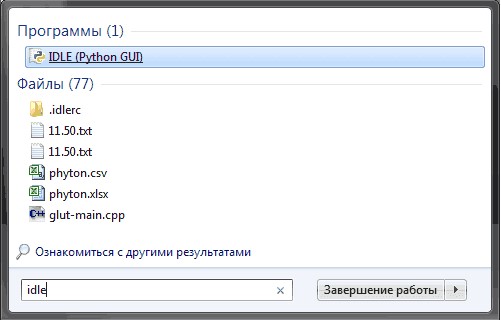 Программы (1)
IDLE (Python GUI)
Файлы (77)
.idlerc
11.50.txt
11.50.txt
phyton.csv
phyton.xlsx
C++ glut-main.cpp
Ознакомиться с другими результатами
idle × Завершение работы